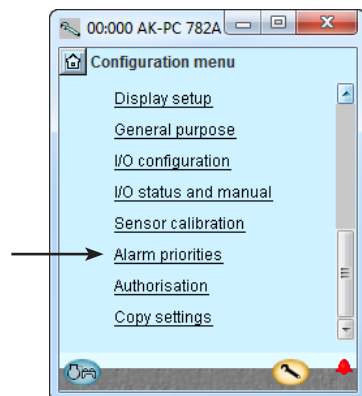 00:000 AK-PC 782A
Configuration menu
Display setup
General purpose
I/O configuration
I/O status and manual
Sensor calibration
Alarm priorities
Authorisation
Copy settings